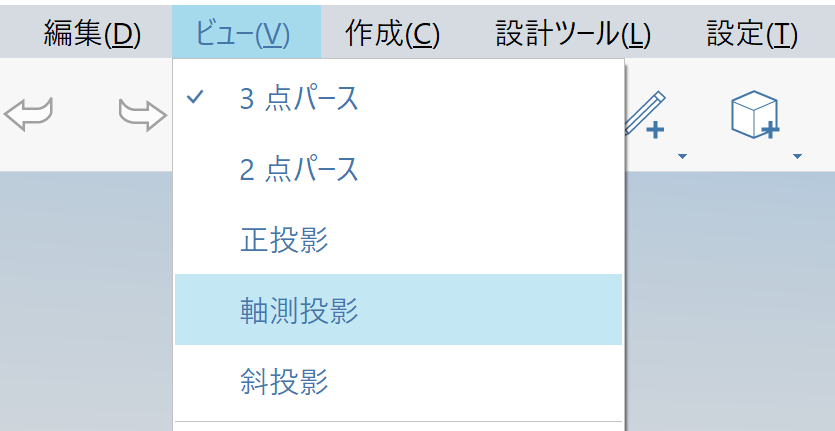 編集(D) ビュー(V) 作成(C) 設計ツール(L) 設定(T)
3 点パース
2 点パース
正投影
軸測投影
斜投影